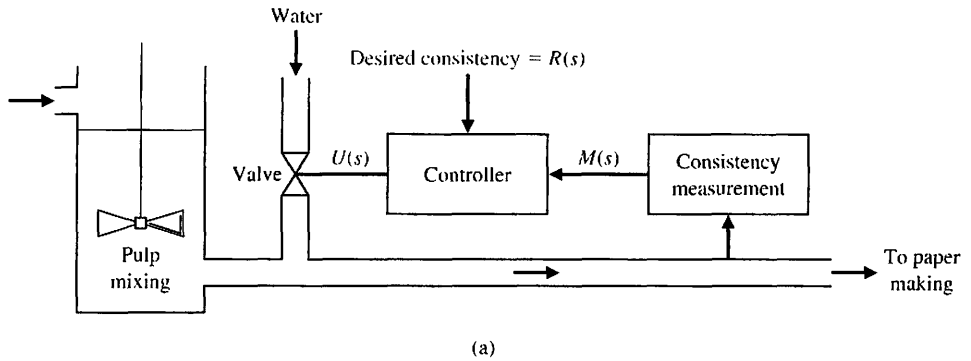 Water
Desired consistency = R(s)
Valve
U(s)
Controller
M(s)
Consistency
measurement
Pulp
mixing
To paper
making
(a)